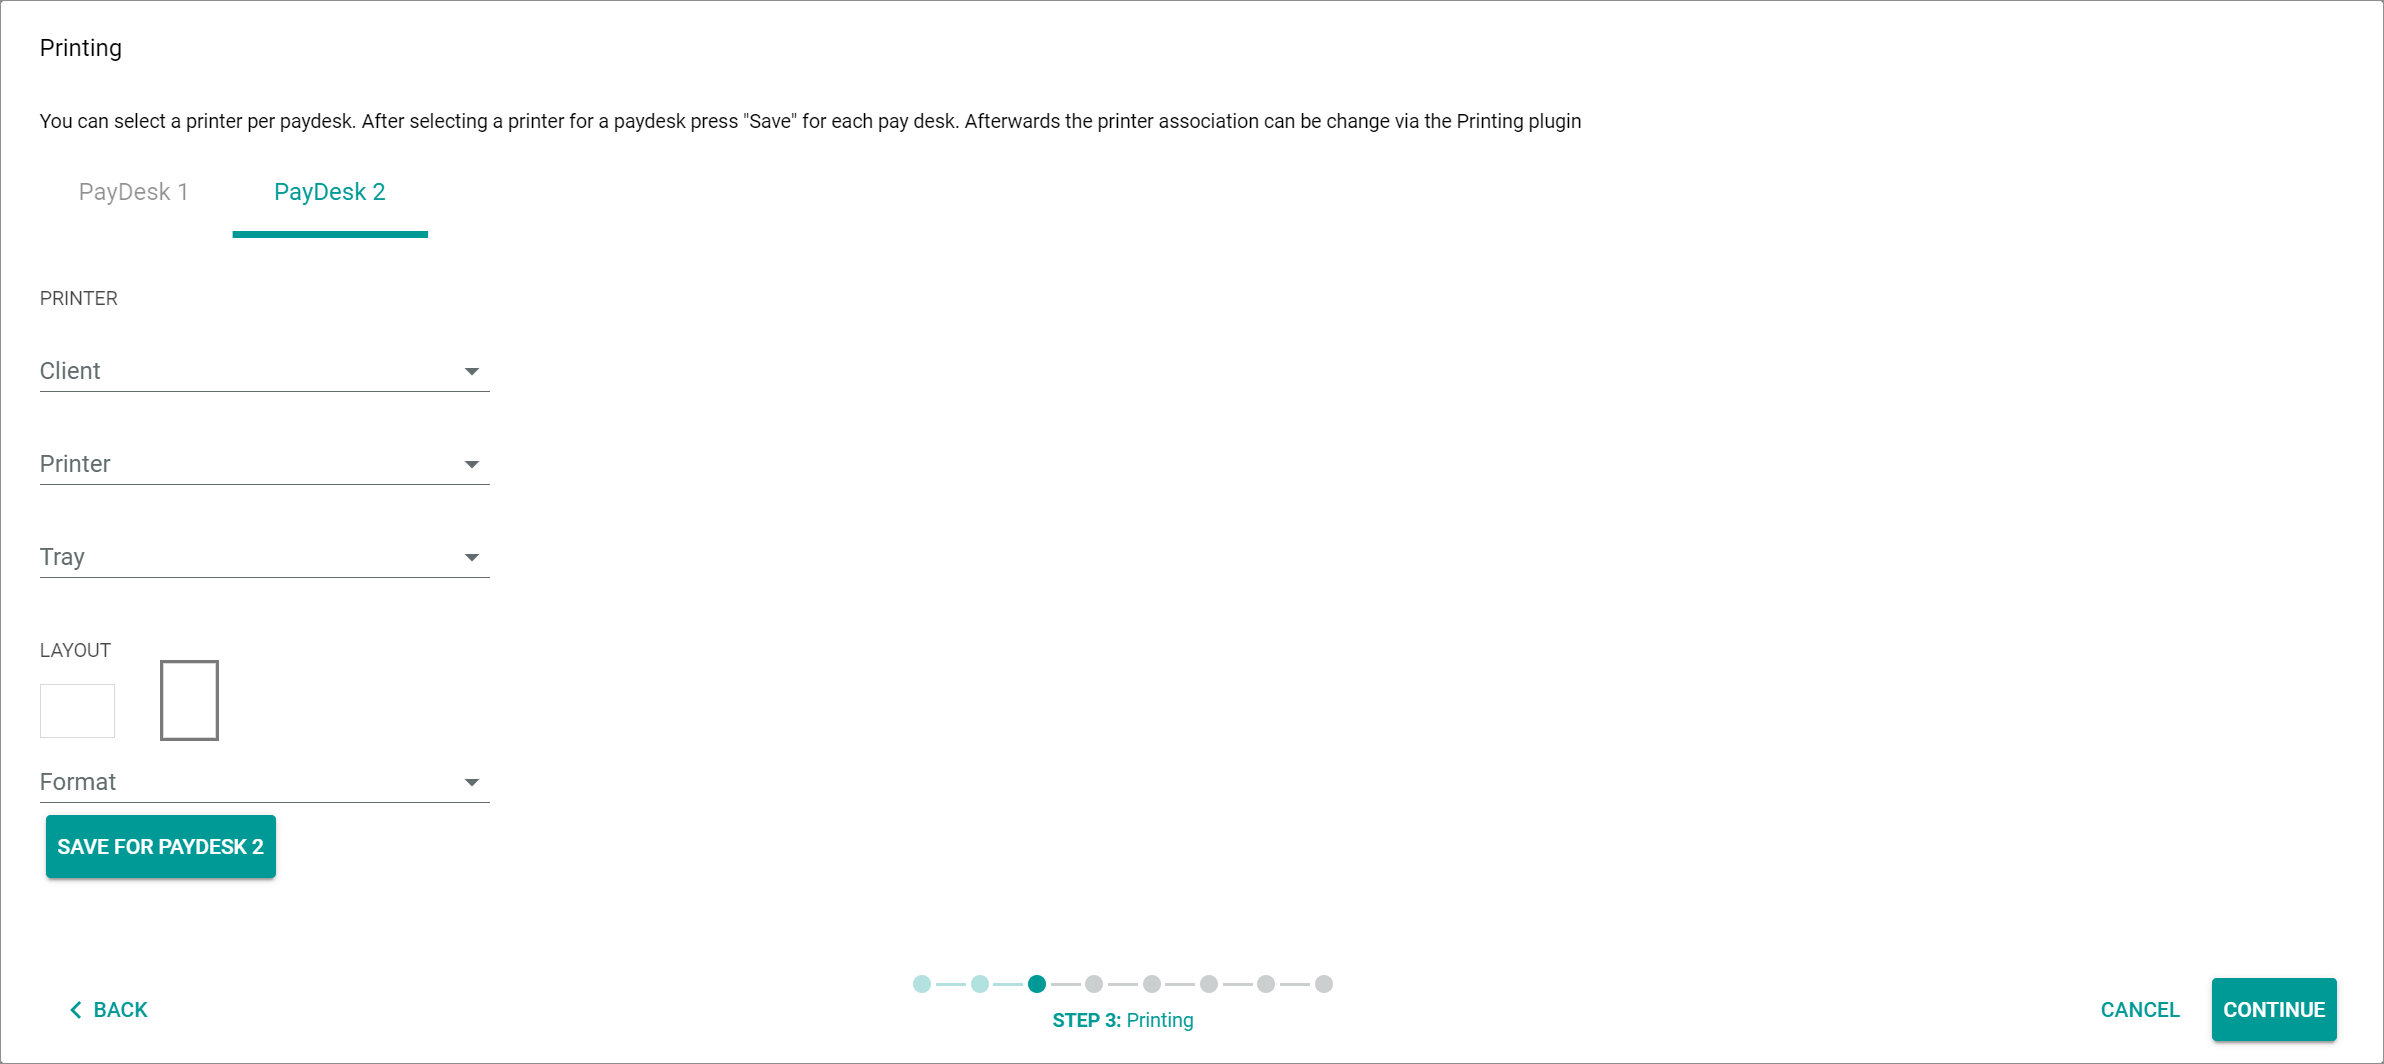 Printing
You can select a printer per paydesk. After selecting a printer for a paydesk press "Save" for each pay desk. Afterwards the printer association can be change via the Printing plugin
PayDesk 1
PayDesk 2
PRINTER
Client
Printer
Tray
LAYOUT
Format
SAVE FOR PAYDESK 2
BACK
STEP 3: Printing
CANCEL
CONTINUE